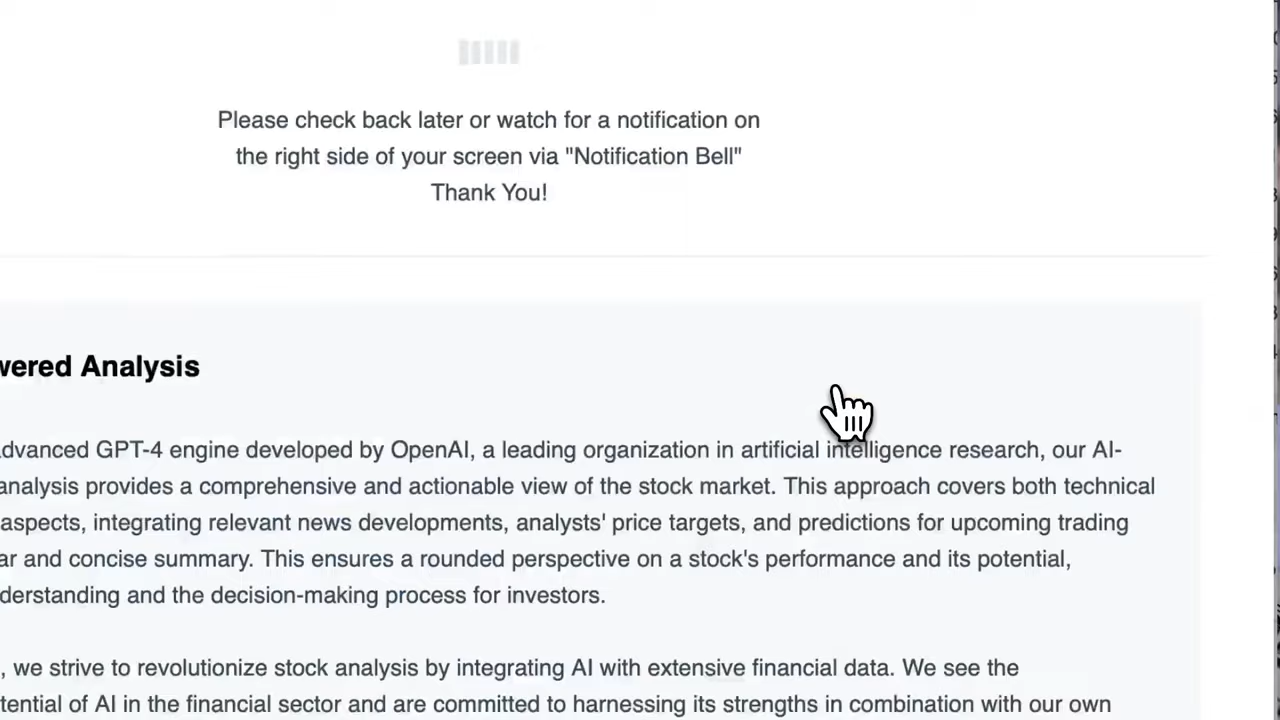 Please check back later or watch for a notification on
the right side of your screen via "Notification Bell"
Thank You!
wered Analysis
dvanced GPT-4 engine developed by OpenAI, a leading organization in artificial intelligence research, our AI-
analysis provides a comprehensive and actionable view of the stock market. This approach covers both technical
aspects, integrating relevant news developments, analysts' price targets, and predictions for upcoming trading
ar and concise summary. This ensures a rounded perspective on a stock's performance and its potential,
derstanding and the decision-making process for investors.
, we strive to revolutionize stock analysis by integrating AI with extensive financial data. We see the
tential of AI in the financial sector and are committed to harnessing its strengths in combination with our own